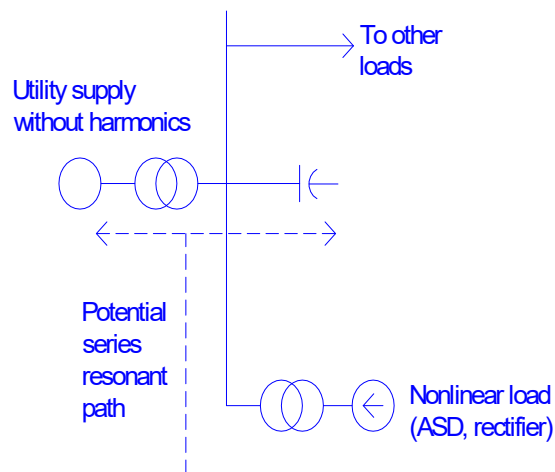 To other
loads
Utility supply
without harmonics
Potential
series
resonant
path
Nonlinear load
(ASD, rectifier)